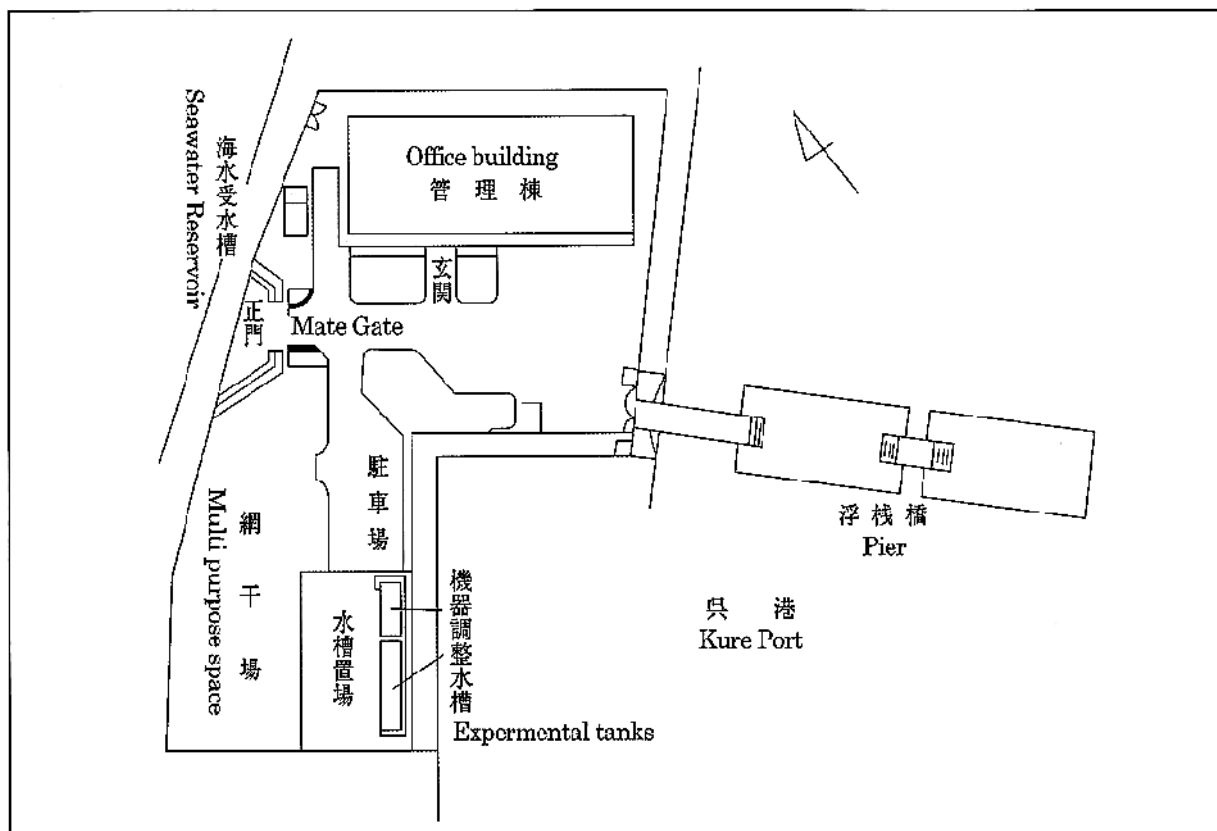 海水受水槽
Seawater Reservoir
Office building
管理棟
玄関
正門
Mate Gate
駐車場
網干場
Multi purpose space
水槽置場
機器調整水槽
Expermental tanks
浮桟橋
Pier
呉港
Kure Port